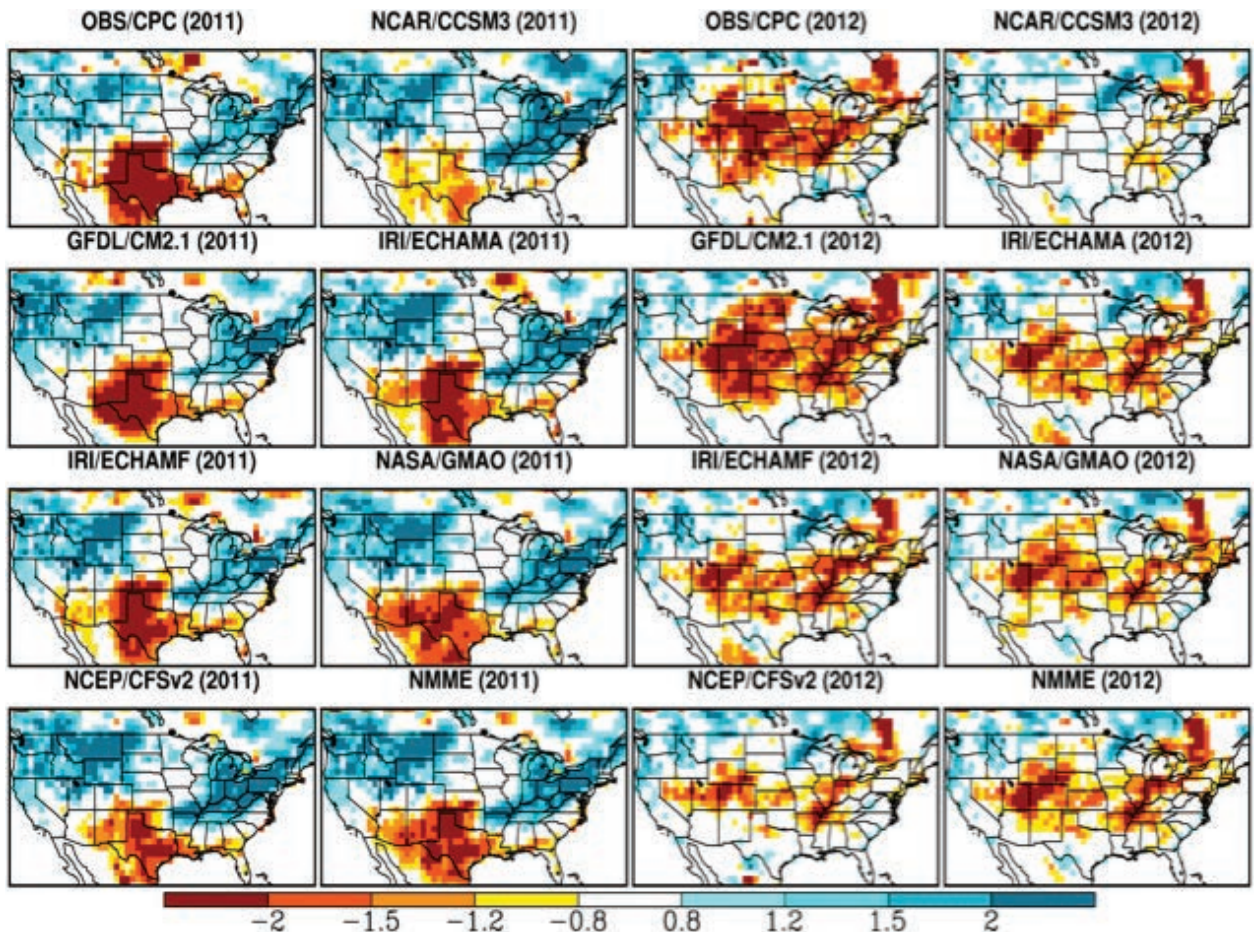 OBS/CPC (2011) NCAR/CCSM3 (2011) OBS/CPC (2012) NCAR/CCSM3 (2012)
GFDL/CM2.1 (2011) IRI/ECHAMA (2011) GFDL/CM2.1 (2012) IRI/ECHAMA (2012)
IRI/ECHAMF (2011) NASA/GMAO (2011) IRI/ECHAMF (2012) NASA/GMAO (2012)
NCEP/CFSv2 (2011) NMME (2011) NCEP/CFSv2 (2012) NMME (2012)
−2 −1.5 −1.2 −0.8 0.8 1.2 1.5 2